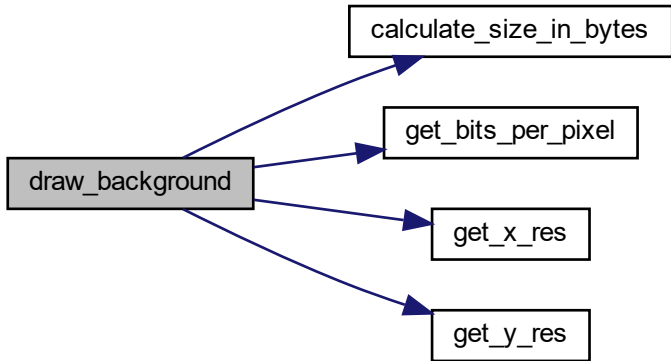 calculate_size_in_bytes
get_bits_per_pixel
draw_background
get_x_res
get_y_res